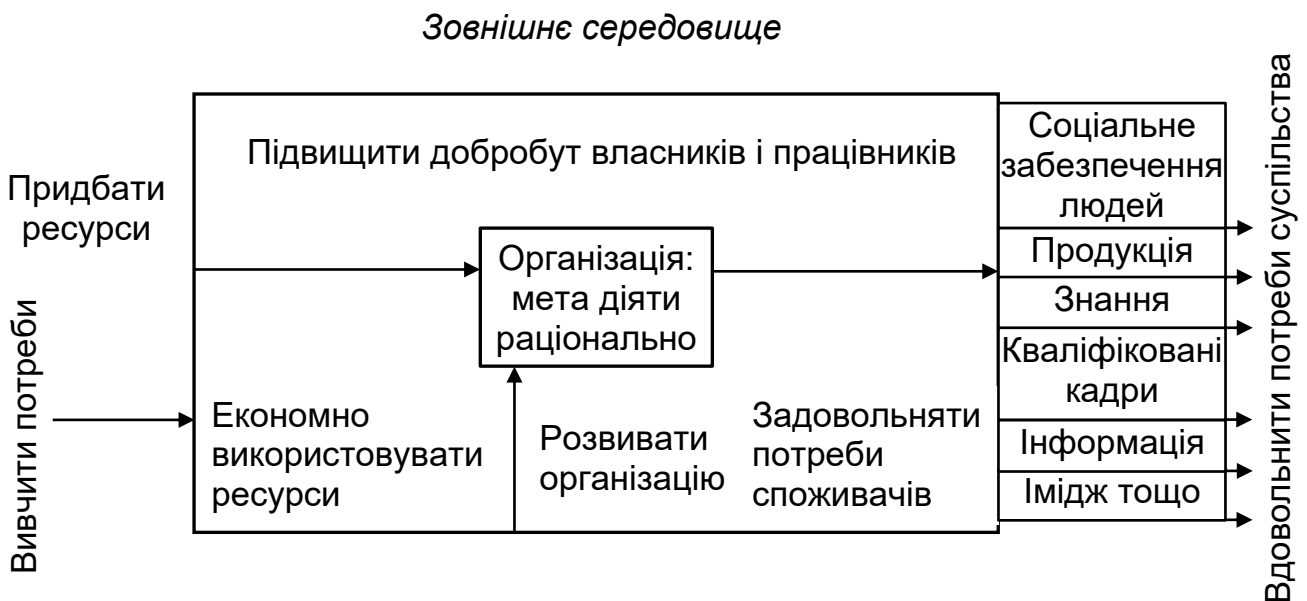 Зовнішнє середовище
Придбати
ресурси
Вивчити потреби
Підвищити добробут власників і працівників
Організація:
мета діяти
раціонально
Економно
використовувати
ресурси
Розвивати
організацію
Задовольняти
потреби
споживачів
Соціальне
забезпечення
людей
Продукція
Знання
Кваліфіковані
кадри
Інформація
Імідж тощо
Вдовольнити потреби суспільства